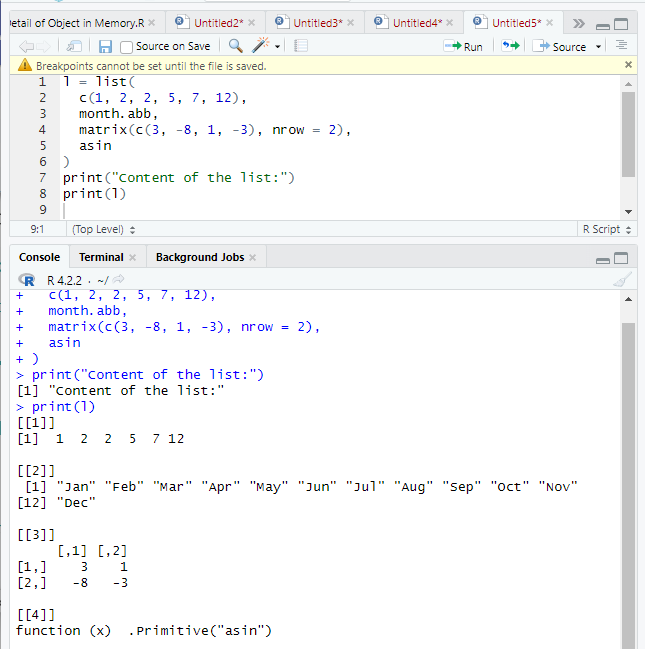 etail of Object in Memory.R × Untitled2* × Untitled3* × Untitled4* × Untitled5* ×
Source on Save Run Source
Breakpoints cannot be set until the file is saved. ×
1 l = list(
2   c(1, 2, 2, 5, 7, 12),
3   month.abb,
4   matrix(c(3, -8, 1, -3), nrow = 2),
5   asin
6 )
7 print("Content of the list:")
8 print(l)
9
9:1 (Top Level) R Script
Console Terminal × Background Jobs ×
R R 4.2.2 · ~/
+   c(1, 2, 2, 5, 7, 12),
+   month.abb,
+   matrix(c(3, -8, 1, -3), nrow = 2),
+   asin
+ )
> print("Content of the list:")
[1] "Content of the list:"
> print(l)
[[1]]
[1]  1  2  2  5  7 12
[[2]]
 [1] "Jan" "Feb" "Mar" "Apr" "May" "Jun" "Jul" "Aug" "Sep" "Oct" "Nov"
[12] "Dec"
[[3]]
     [,1] [,2]
[1,]    3    1
[2,]   -8   -3
[[4]]
function (x)  .Primitive("asin")